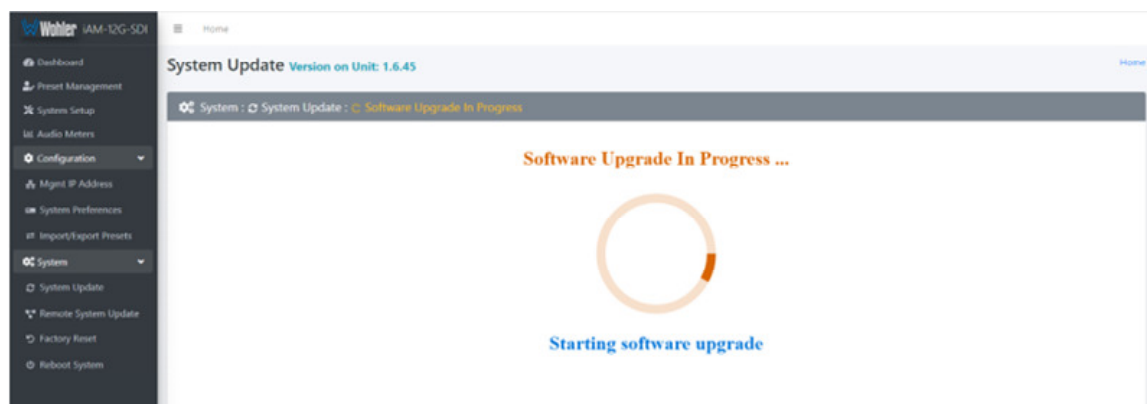 Wohler iAM-12G-SDI
Home
Dashboard
Preset Management
System Setup
Audio Meters
Configuration
Mgmt IP Address
System Preferences
Import/Export Presets
System
System Update
Remote System Update
Factory Reset
Reboot System
System Update Version on Unit: 1.6.45
Home
System : System Update : Software Upgrade In Progress
Software Upgrade In Progress ...
Starting software upgrade